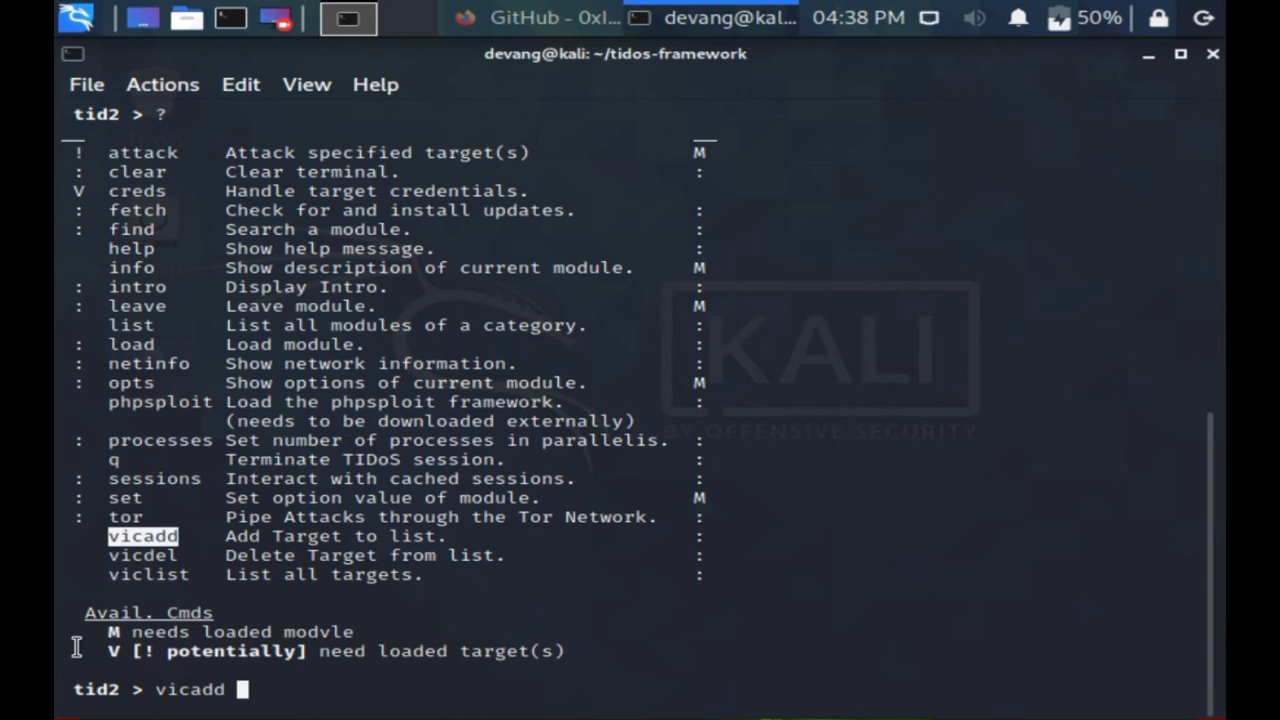 GitHub - 0xI... devang@kal... 04:38 PM 50%
devang@kali: ~/tidos-framework
File Actions Edit View Help
tid2 > ?
! attack Attack specified target(s) M
: clear Clear terminal. :
V creds Handle target credentials.
: fetch Check for and install updates. :
: find Search a module. :
help Show help message. :
info Show description of current module. M
: intro Display Intro. :
: leave Leave module. M
list List all modules of a category. :
: load Load module. :
: netinfo Show network information. :
: opts Show options of current module. M
phpsploit Load the phpsploit framework. :
(needs to be downloaded externally)
: processes Set number of processes in parallelis. :
q Terminate TIDoS session. :
: sessions Interact with cached sessions. :
: set Set option value of module. M
: tor Pipe Attacks through the Tor Network. :
vicadd Add Target to list. :
vicdel Delete Target from list. :
viclist List all targets. :
Avail. Cmds
M needs loaded modvle
V [! potentially] need loaded target(s)
tid2 > vicadd
KALI
BY OFFENSIVE SECURITY